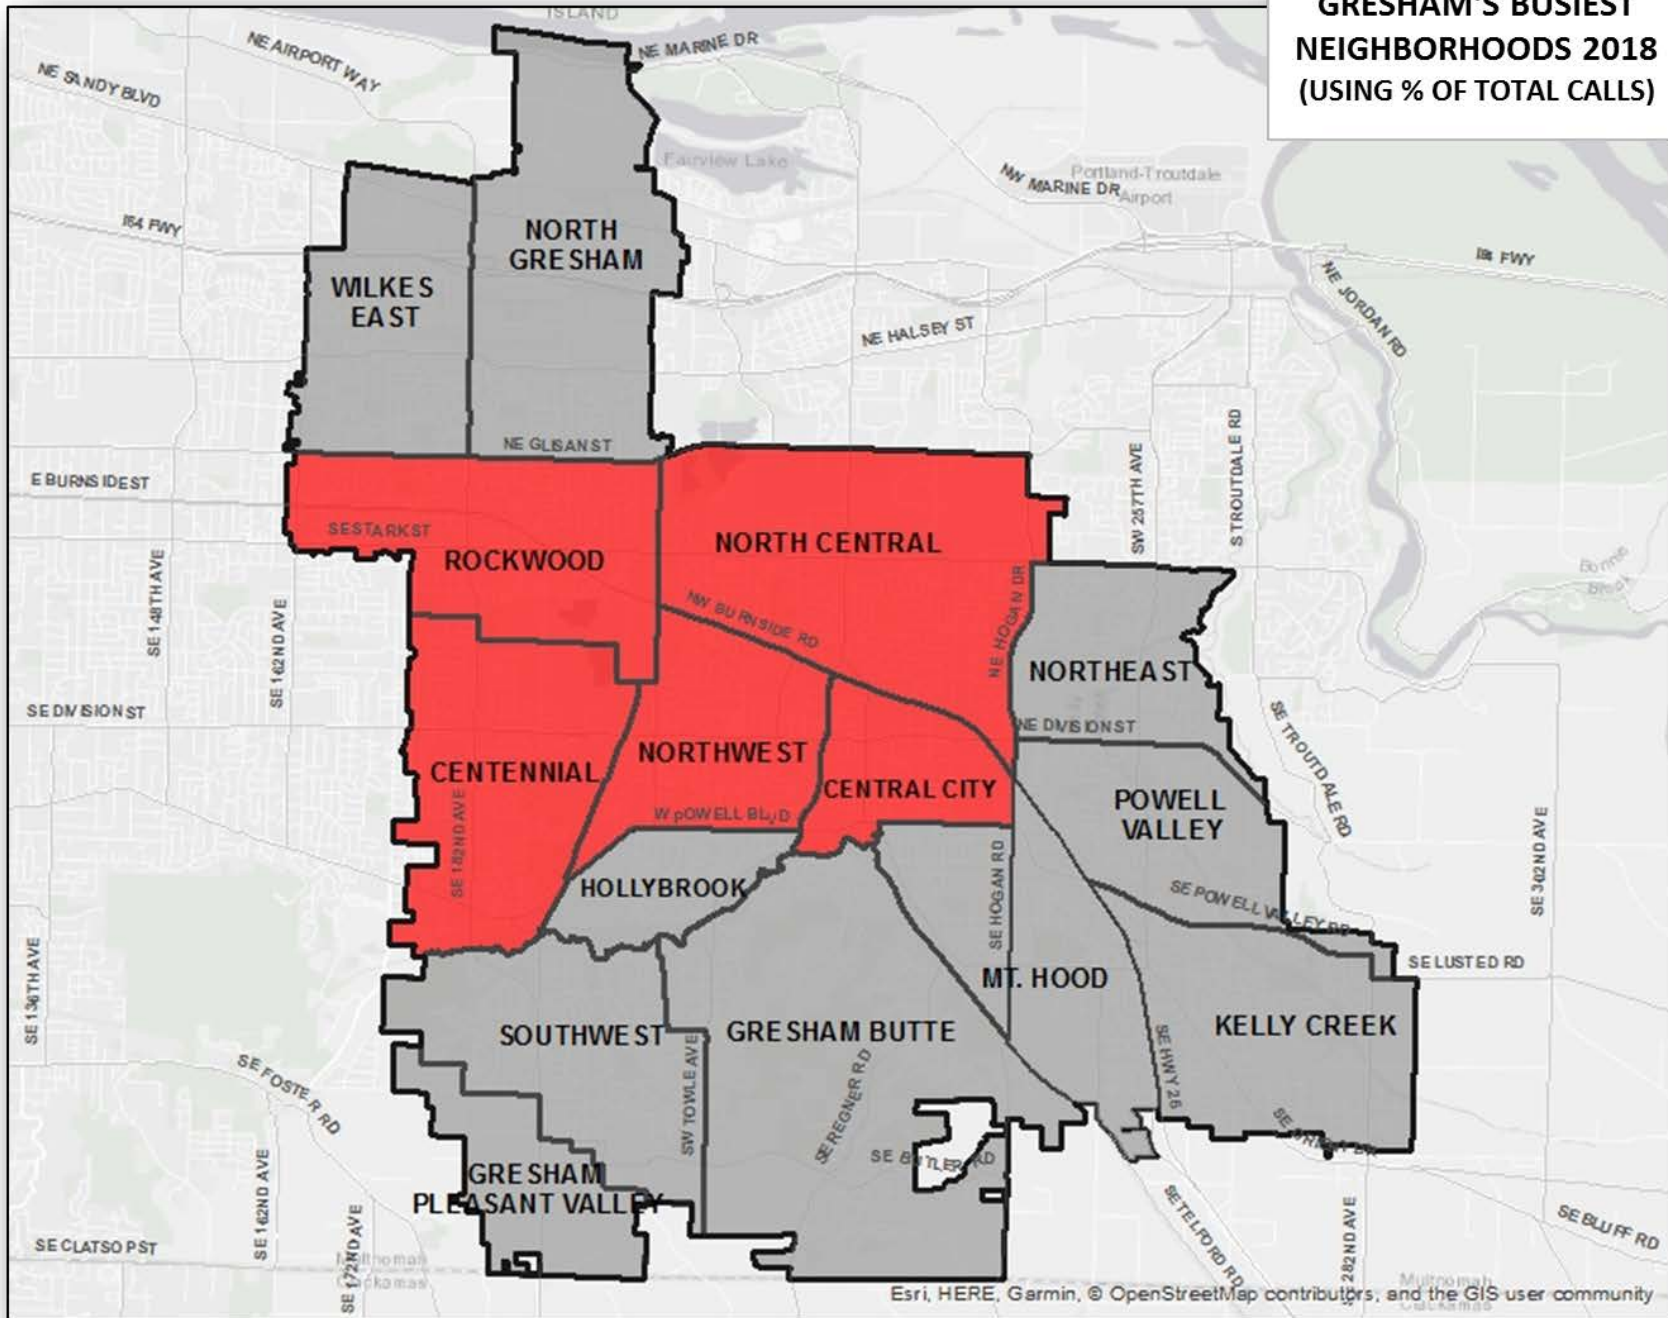 GRESHAM'S BUSIEST
NEIGHBORHOODS 2018
(USING % OF TOTAL CALLS)
ISLAND
NE MARINE DR
NE AIRPORT WAY
NE SANDY BLVD
Fairview Lake
NW MARINE DR
Portland-Troutdale
Airport
I84 FWY
I84 FWY
NORTH
GRESHAM
WILKES
EAST
NE JORDAN RD
NE HALSEY ST
NE GLISAN ST
E BURNSIDE ST
SE STARK ST
ROCKWOOD
NORTH CENTRAL
SW 257TH AVE
S TROUTDALE RD
SE 148TH AVE
SE 162ND AVE
NW BURNSIDE RD
NE HOGAN DR
NORTHEAST
SE DIVISION ST
NE DIVISION ST
SE TROUTDALE RD
CENTENNIAL
NORTHWEST
CENTRAL CITY
POWELL
VALLEY
W POWELL BLVD
SE 182ND AVE
HOLLYBROOK
SE HOGAN RD
SE POWELL VALLEY RD
SE 302ND AVE
SE 136TH AVE
MT. HOOD
SE LUSTED RD
SOUTHWEST
GRESHAM BUTTE
KELLY CREEK
SE FOSTER RD
SW TOWLE AVE
SE REGNER RD
SE HWY 26
SE BUTLER RD
GRESHAM
PLEASANT VALLEY
SE 162ND AVE
SE 172ND AVE
SE TELFORD RD
SE 282ND AVE
SE BLUFF RD
SE CLATSOP ST
Multnomah
Clackamas
Multnomah
Clackamas
Esri, HERE, Garmin, © OpenStreetMap contributors, and the GIS user community